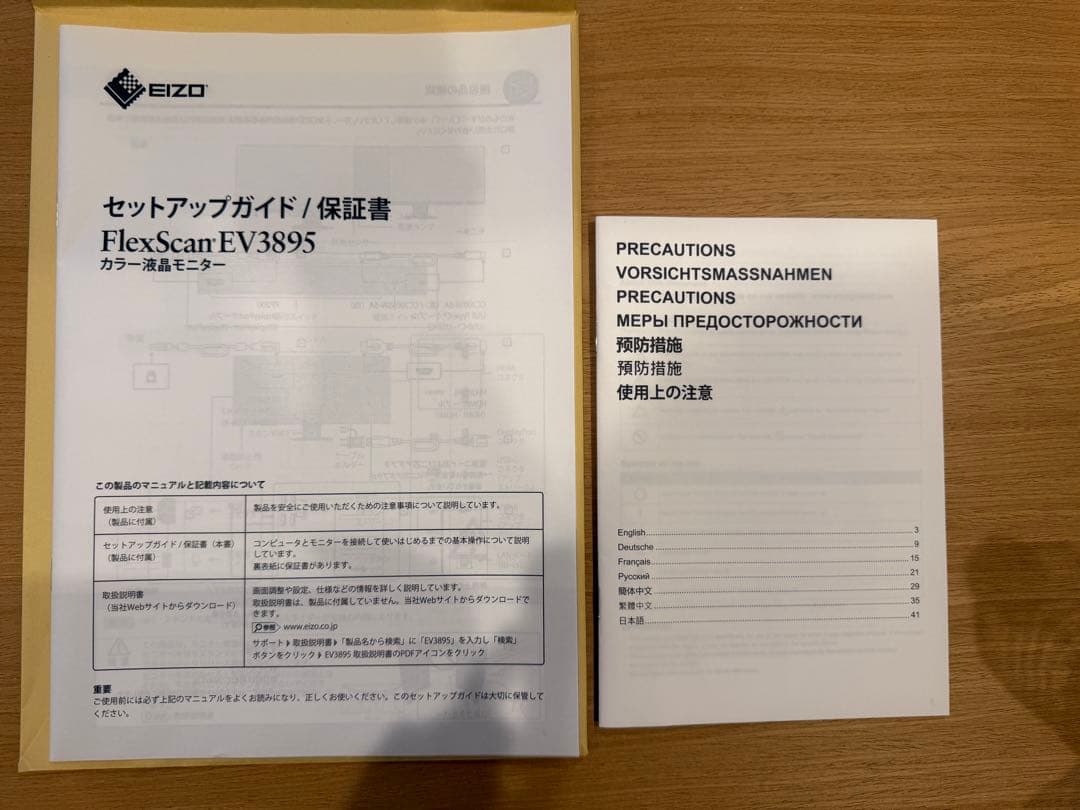 EIZO
セットアップガイド / 保証書
FlexScan EV3895
カラー液晶モニター
この製品のマニュアルと記載内容について
使用上の注意
(製品に付属)
製品を安全にご使用いただくための注意事項について説明しています。
セットアップガイド / 保証書(本書)
(製品に付属)
コンピュータとモニターを接続して使いはじめるまでの基本操作について説明
しています。
裏表紙に保証書があります。
取扱説明書
(当社Webサイトからダウンロード)
画面調整や設定、仕様などの情報を詳しく説明しています。
取扱説明書は、製品に付属していません。当社Webサイトからダウンロードで
きます。
参照 www.eizo.co.jp
サポート▶取扱説明書▶「製品名から検索」に「EV3895」を入力し「検索」
ボタンをクリック▶EV3895 取扱説明書のPDFアイコンをクリック
重要
ご使用前には必ず上記のマニュアルをよくお読みになり、正しくお使いください。このセットアップガイドは大切に保管して
ください。
PRECAUTIONS
VORSICHTSMASSNAHMEN
PRECAUTIONS
МЕРЫ ПРЕДОСТОРОЖНОСТИ
预防措施
預防措施
使用上の注意
English 3
Deutsche 9
Français 15
Русский 21
簡体中文 29
繁體中文 35
日本語 41